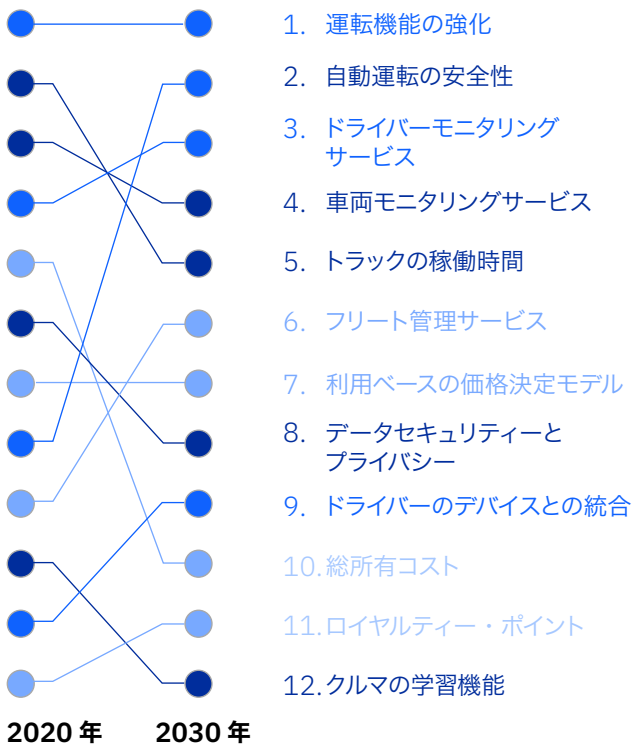 1. 運転機能の強化
2. 自動運転の安全性
3. ドライバーモニタリング
サービス
4. 車両モニタリングサービス
5. トラックの稼働時間
6. フリート管理サービス
7. 利用ベースの価格決定モデル
8. データセキュリティーと
プライバシー
9. ドライバーのデバイスとの統合
10. 総所有コスト
11. ロイヤルティー・ポイント
12. クルマの学習機能
2020 年 2030 年